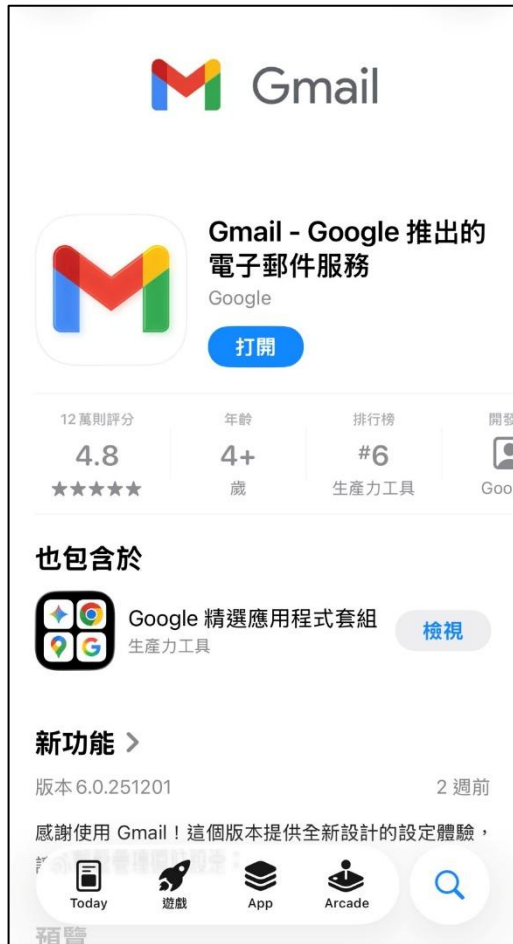 Gmail
Gmail - Google 推出的
電子郵件服務
Google
打開
12 萬則評分
年齡
排行榜
4.8
4+
#6
★★★★★
歲
生產力工具
也包含於
Google 精選應用程式套組
生產力工具
檢視
新功能 >
版本 6.0.251201
2 週前
感謝使用 Gmail！這個版本提供全新設計的設定體驗，
Today
遊戲
App
Arcade
預覽